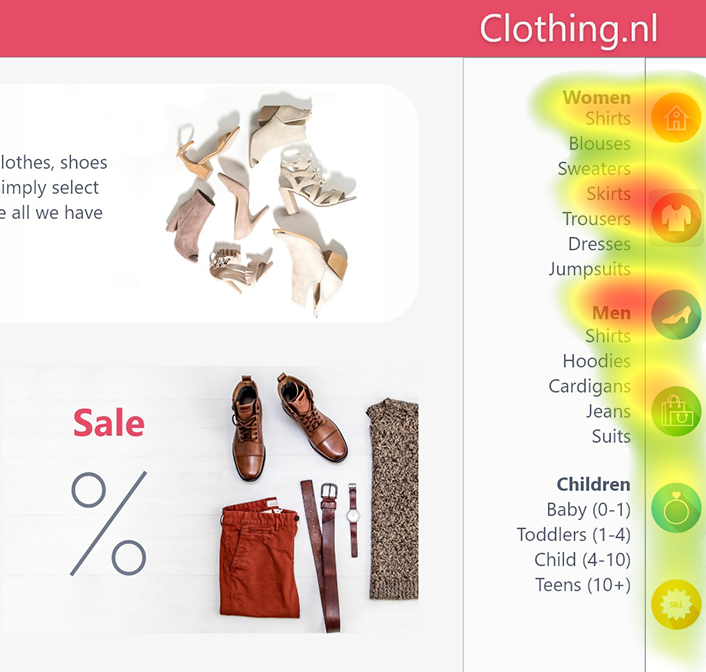 Clothing.nl
lothes, shoes
imply select
e all we have
Sale
%
Women
Shirts
Blouses
Sweaters
Skirts
Trousers
Dresses
Jumpsuits
Men
Shirts
Hoodies
Cardigans
Jeans
Suits
Children
Baby (0-1)
Toddlers (1-4)
Child (4-10)
Teens (10+)
SALE